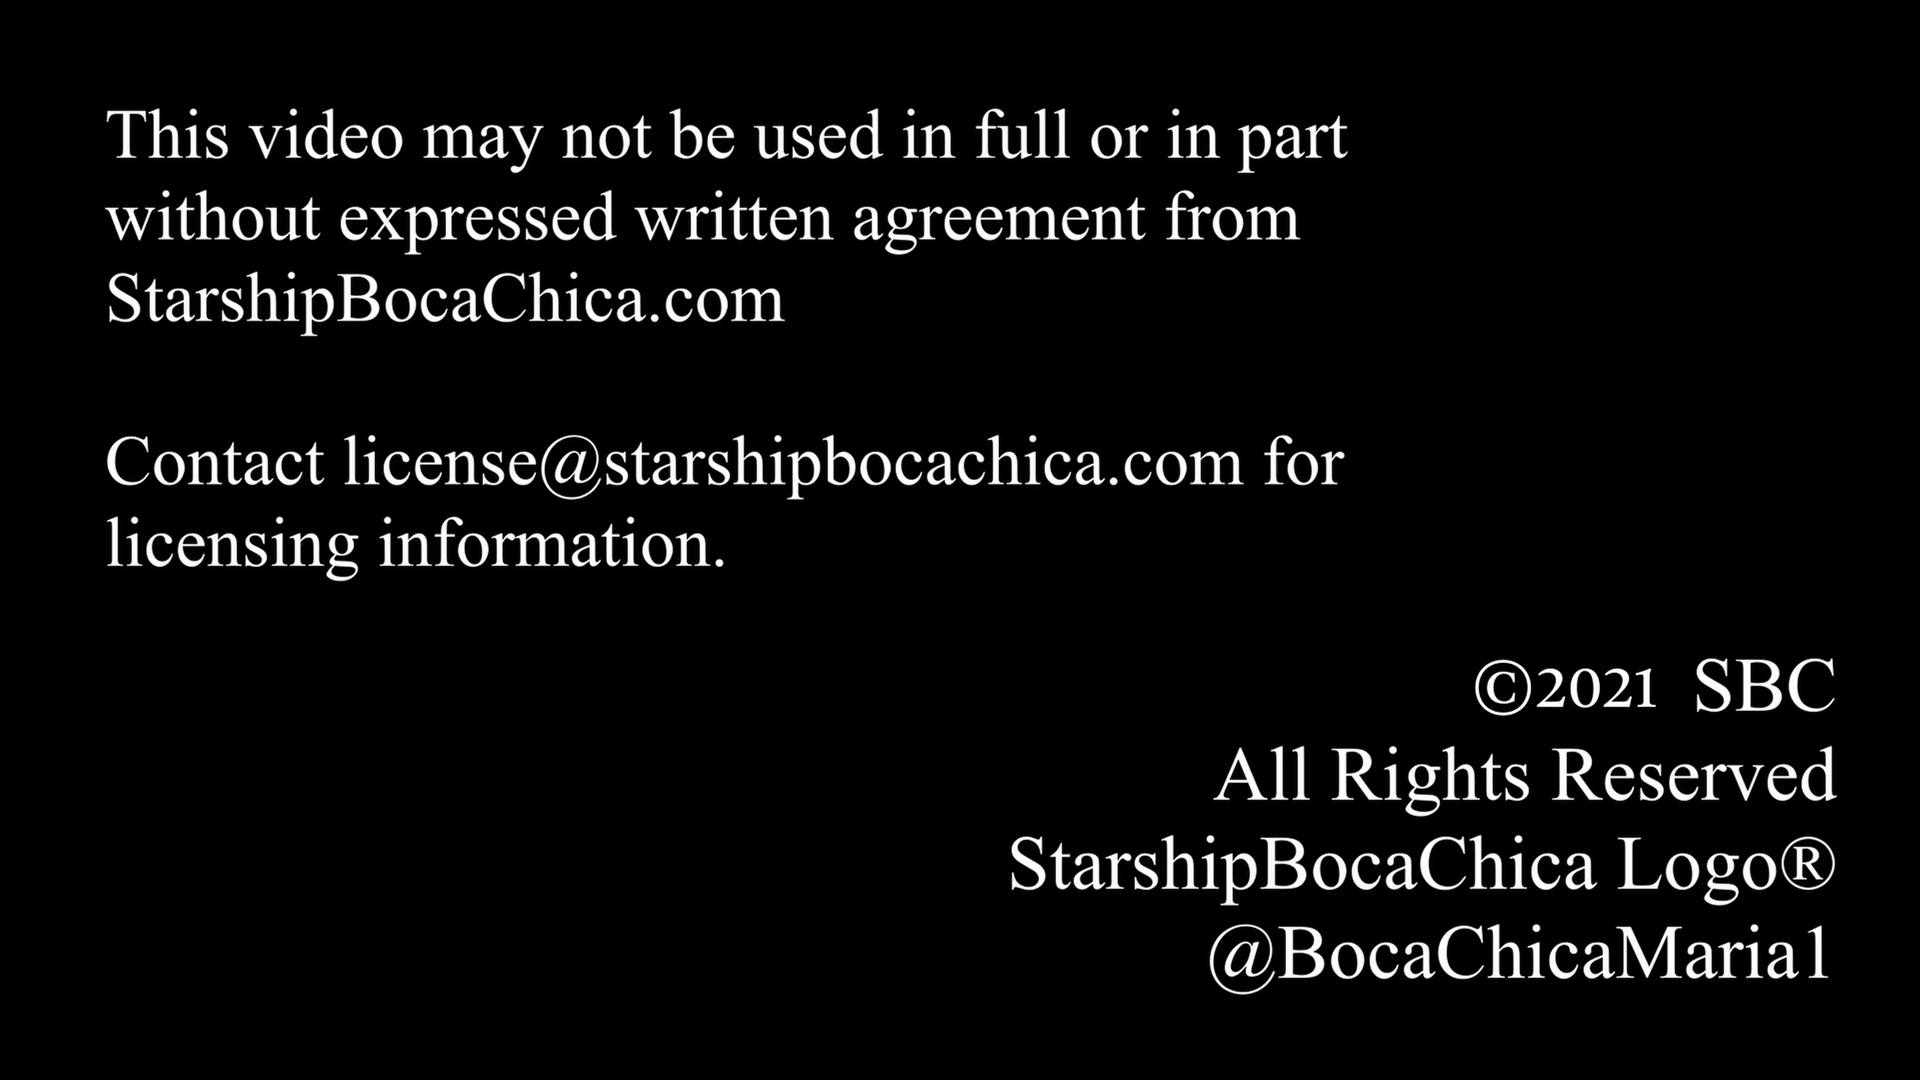 This video may not be used in full or in part
without expressed written agreement from
StarshipBocaChica.com
Contact license@starshipbocachica.com for
licensing information.
©2021 SBC
All Rights Reserved
StarshipBocaChica Logo®
@BocaChicaMaria1